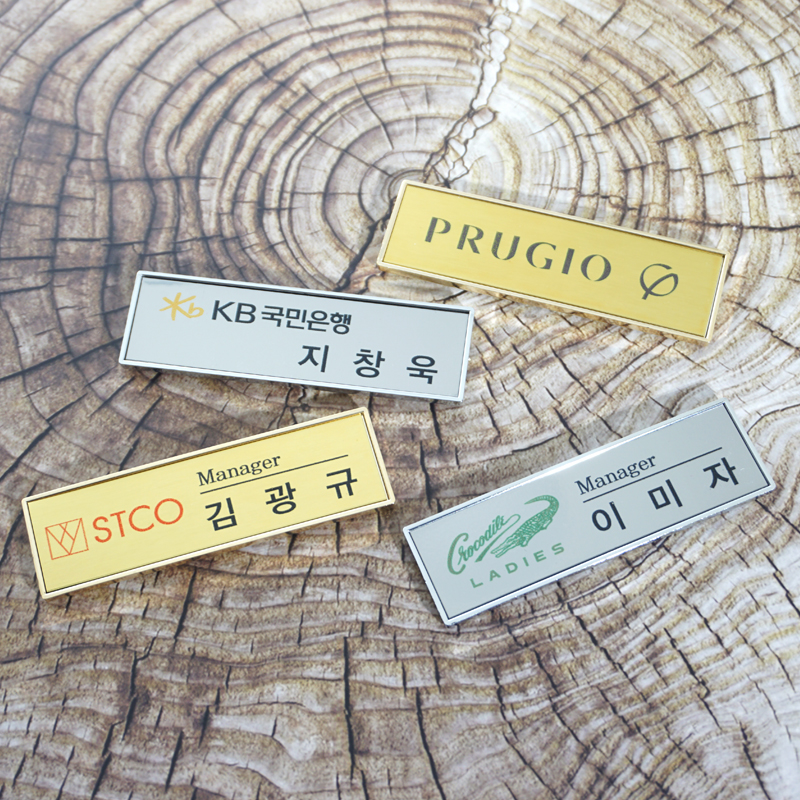 PRUGIO
KB국민은행
지창욱
STCO
Manager
김광규
Crocodile
LADIES
Manager
이미자